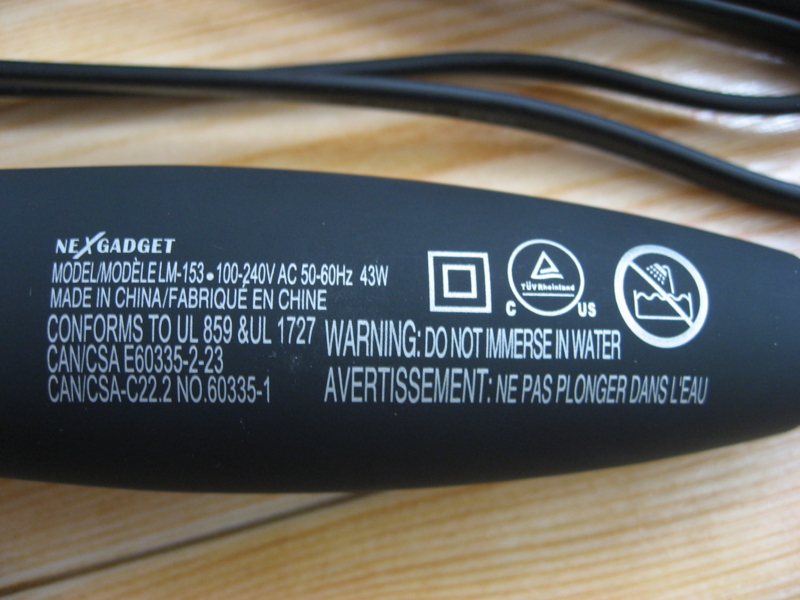 NEXGADGET
MODEL/MODÈLE LM-153 • 100-240V AC 50-60Hz 43W
MADE IN CHINA/FABRIQUÉ EN CHINE
CONFORMS TO UL 859 &UL 1727
CAN/CSA E60335-2-23
CAN/CSA-C22.2 NO.60335-1
TÜVRheinland
C US
WARNING: DO NOT IMMERSE IN WATER
AVERTISSEMENT: NE PAS PLONGER DANS L'EAU